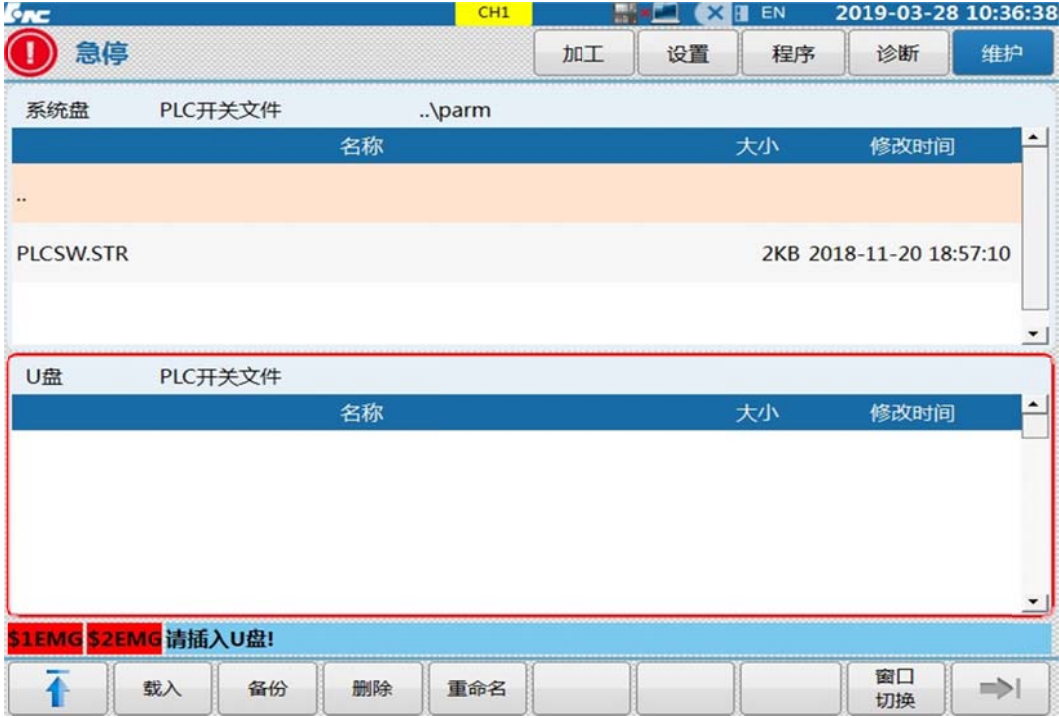 CNC CH1 EN 2019-03-28 10:36:38
急停 加工 设置 程序 诊断 维护
系统盘 PLC开关文件 ..\parm
名称 大小 修改时间
..
PLCSW.STR 2KB 2018-11-20 18:57:10
U盘 PLC开关文件
名称 大小 修改时间
$1EMG $2EMG 请插入U盘!
载入 备份 删除 重命名 窗口
切换